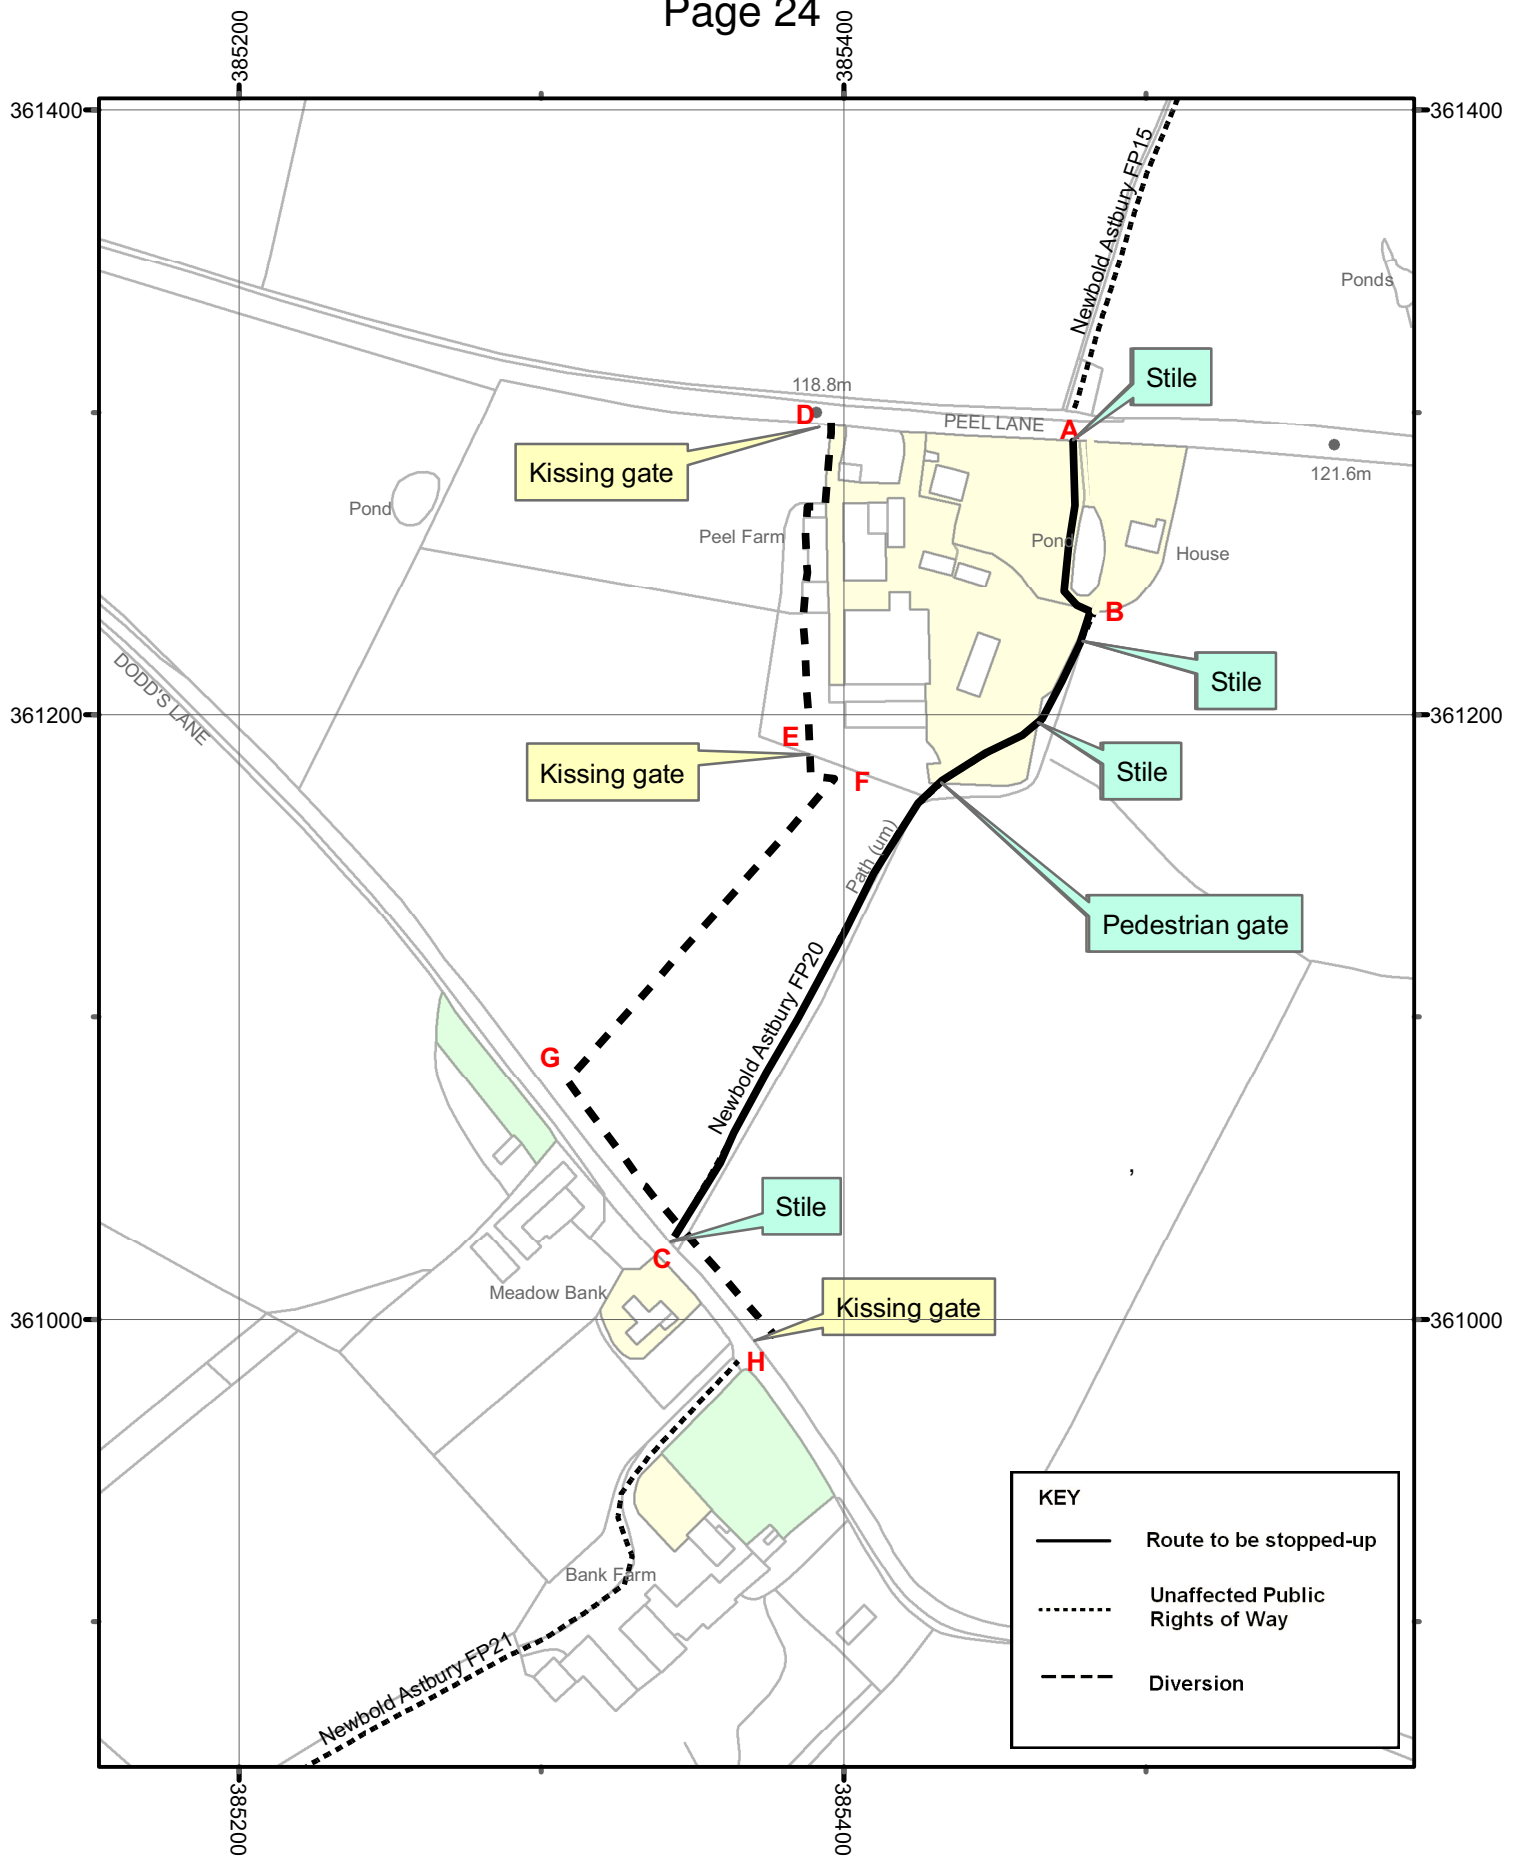 Page 24
385200
385400
361400
361400
Newbold Astbury FP15
Ponds
Stile
118.8m
D
PEEL LANE
A
Kissing gate
121.6m
Pond
Peel Farm
Pond
House
B
DODD'S LANE
Stile
361200
361200
E
Kissing gate
F
Stile
Path (um)
Pedestrian gate
Newbold Astbury FP20
G
Stile
C
Meadow Bank
Kissing gate
361000
361000
H
KEY
Route to be stopped-up
Unaffected Public
Rights of Way
Diversion
Bank Farm
Newbold Astbury FP21
385200
385400